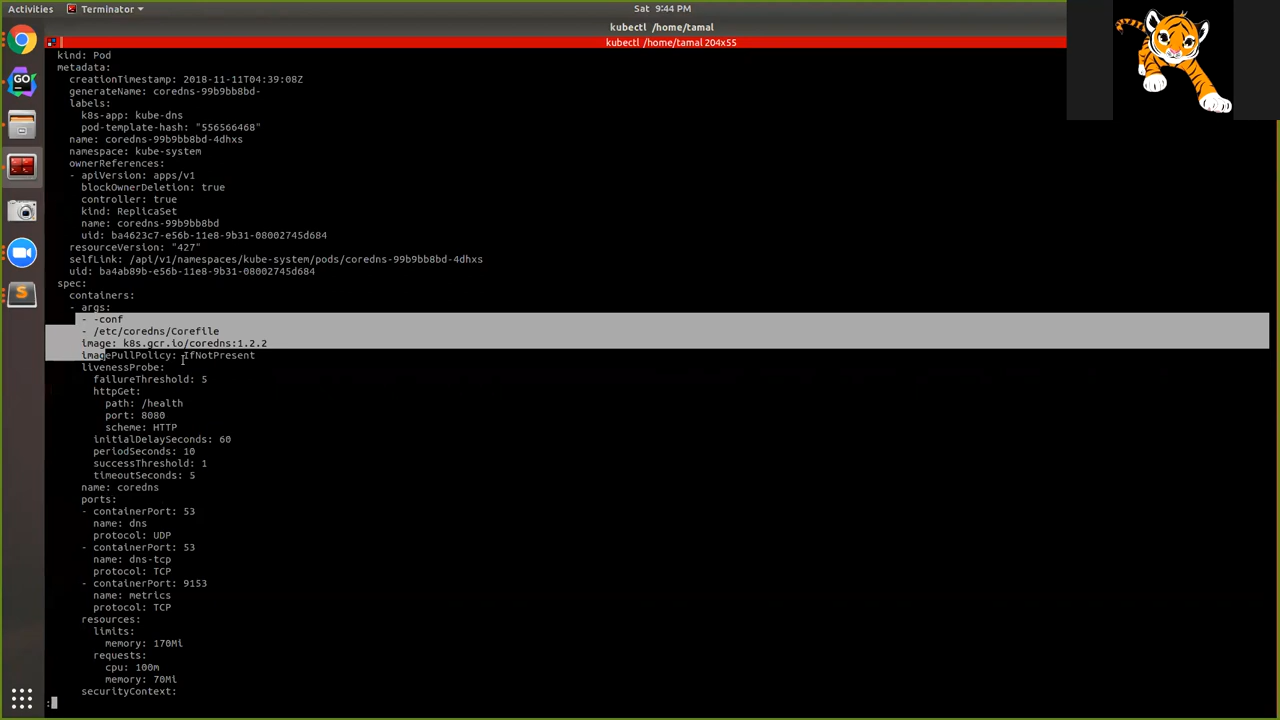 Activities
Terminator
Sat 9:44 PM
kubectl /home/tamal
kubectl /home/tamal 204x55
kind: Pod
metadata:
creationTimestamp: 2018-11-11T04:39:08Z
generateName: coredns-99b9bb8bd-
labels:
k8s-app: kube-dns
pod-template-hash: "556566468"
name: coredns-99b9bb8bd-4dhxs
namespace: kube-system
ownerReferences:
- apiVersion: apps/v1
blockOwnerDeletion: true
controller: true
kind: ReplicaSet
name: coredns-99b9bb8bd
uid: ba4623c7-e56b-11e8-9b31-08002745d684
resourceVersion: "427"
selfLink: /api/v1/namespaces/kube-system/pods/coredns-99b9bb8bd-4dhxs
uid: ba4ab89b-e56b-11e8-9b31-08002745d684
spec:
containers:
- args:
- -conf
- /etc/coredns/Corefile
image: k8s.gcr.io/coredns:1.2.2
imagePullPolicy: IfNotPresent
livenessProbe:
failureThreshold: 5
httpGet:
path: /health
port: 8080
scheme: HTTP
initialDelaySeconds: 60
periodSeconds: 10
successThreshold: 1
timeoutSeconds: 5
name: coredns
ports:
- containerPort: 53
name: dns
protocol: UDP
- containerPort: 53
name: dns-tcp
protocol: TCP
- containerPort: 9153
name: metrics
protocol: TCP
resources:
limits:
memory: 170Mi
requests:
cpu: 100m
memory: 70Mi
securityContext:
: